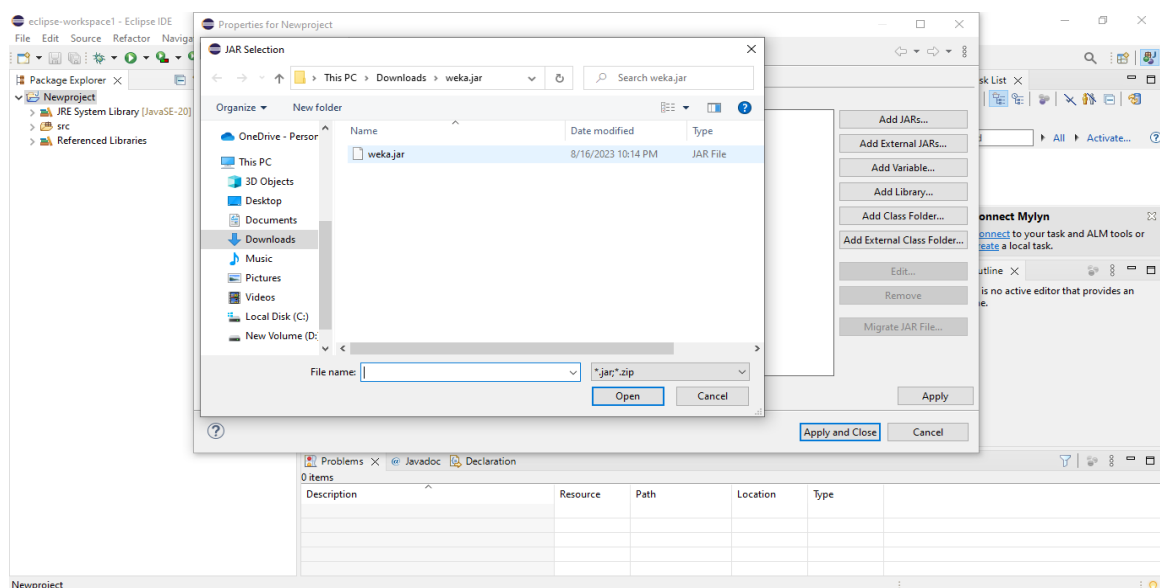 eclipse-workspace1 - Eclipse IDE
File Edit Source Refactor Naviga
Package Explorer
Newproject
JRE System Library [JavaSE-20]
src
Referenced Libraries
Properties for Newproject
JAR Selection
This PC > Downloads > weka.jar
Search weka.jar
Organize
New folder
Name Date modified Type
weka.jar 8/16/2023 10:14 PM JAR File
OneDrive - Person
This PC
3D Objects
Desktop
Documents
Downloads
Music
Pictures
Videos
Local Disk (C:)
New Volume (D:
File name:
*.jar;*.zip
Open
Cancel
Add JARs...
Add External JARs...
Add Variable...
Add Library...
Add Class Folder...
Add External Class Folder...
Edit...
Remove
Migrate JAR File...
Apply
Apply and Close
Cancel
sk List
All
Activate...
onnect Mylyn
onnect to your task and ALM tools or
eate a local task.
utline
is no active editor that provides an
e.
Problems
@ Javadoc
Declaration
0 items
Description Resource Path Location Type
Newproject